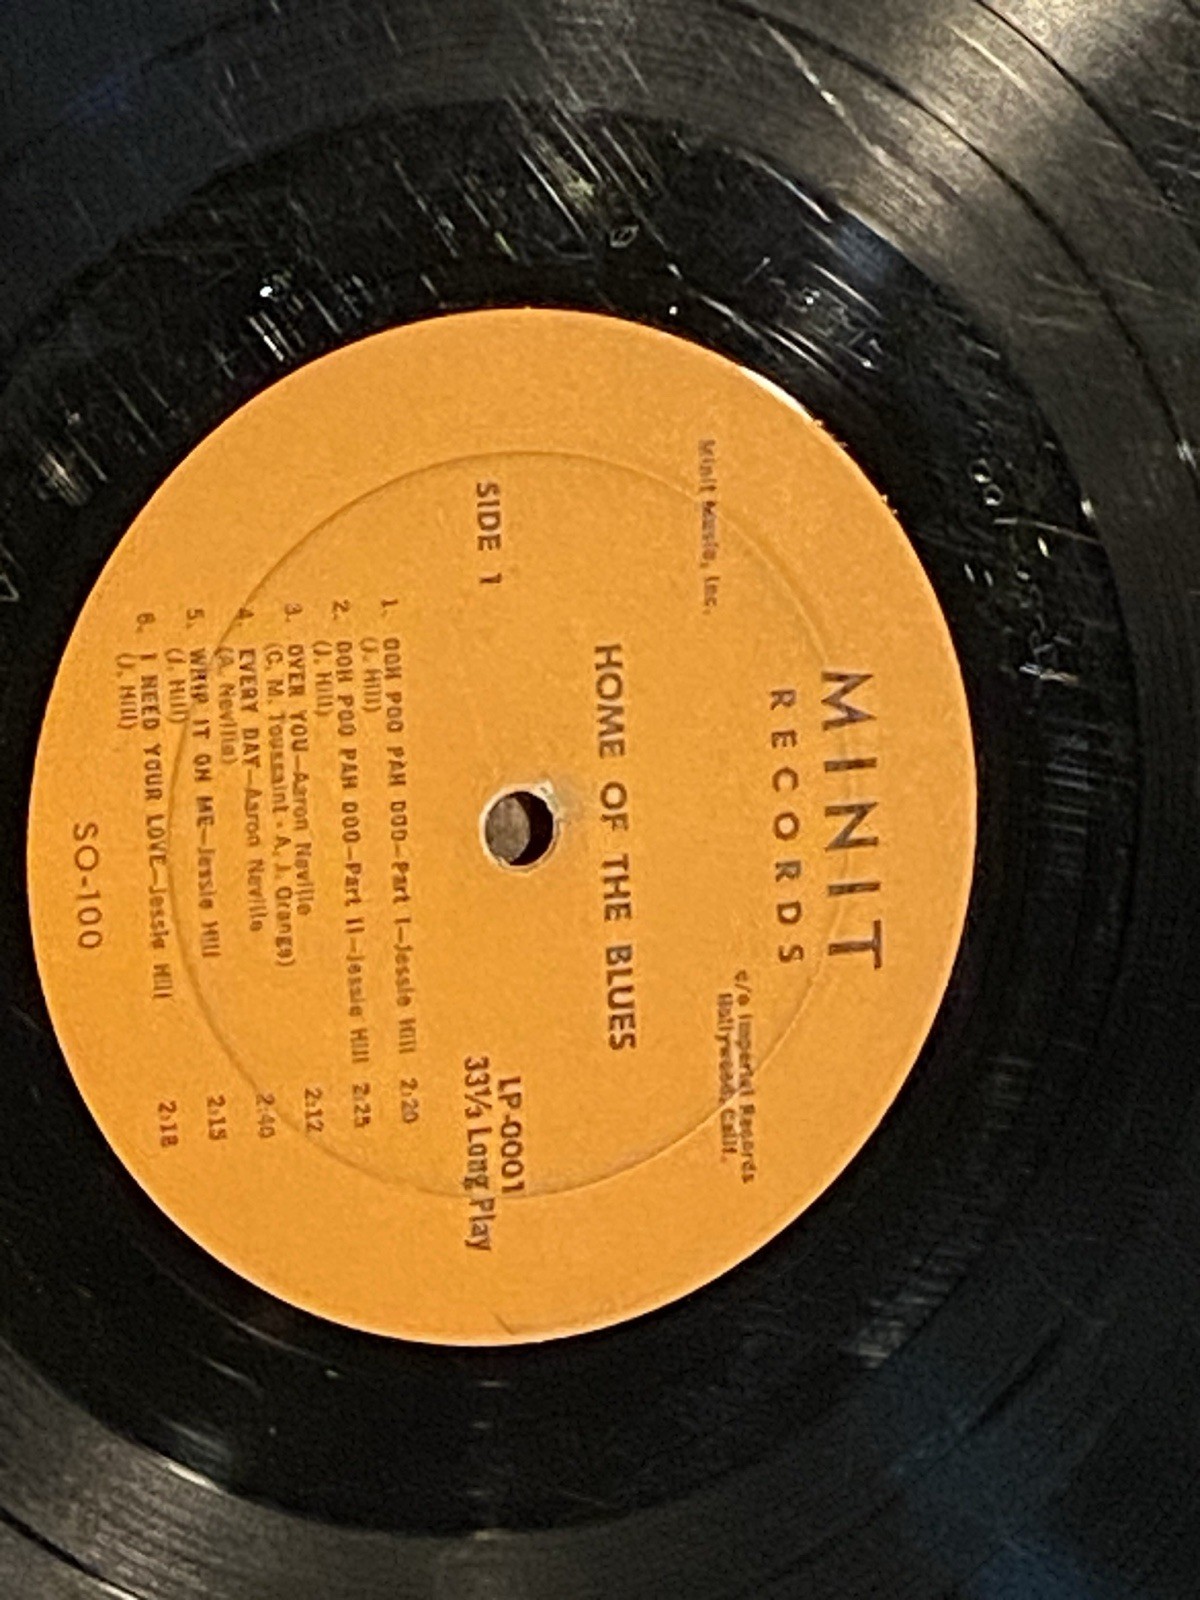 MINIT
RECORDS
Minit Music, Inc.
c/o Imperial Records
Hollywood, Calif.
HOME OF THE BLUES
SIDE 1
LP-0001
33⅓ Long Play
1. OOH POO PAH DOO—Part I—Jessie Hill 2:20
(J. Hill)
2. OOH POO PAH DOO—Part II—Jessie Hill 2:25
(J. Hill)
3. OVER YOU—Aaron Neville 2:12
(C. M. Toussaint - A. J. Orange)
4. EVERY DAY—Aaron Neville 2:40
(A. Neville)
5. WHIP IT ON ME—Jessie Hill 2:15
(J. Hill)
6. I NEED YOUR LOVE—Jessie Hill 2:18
(J. Hill)
SO-100